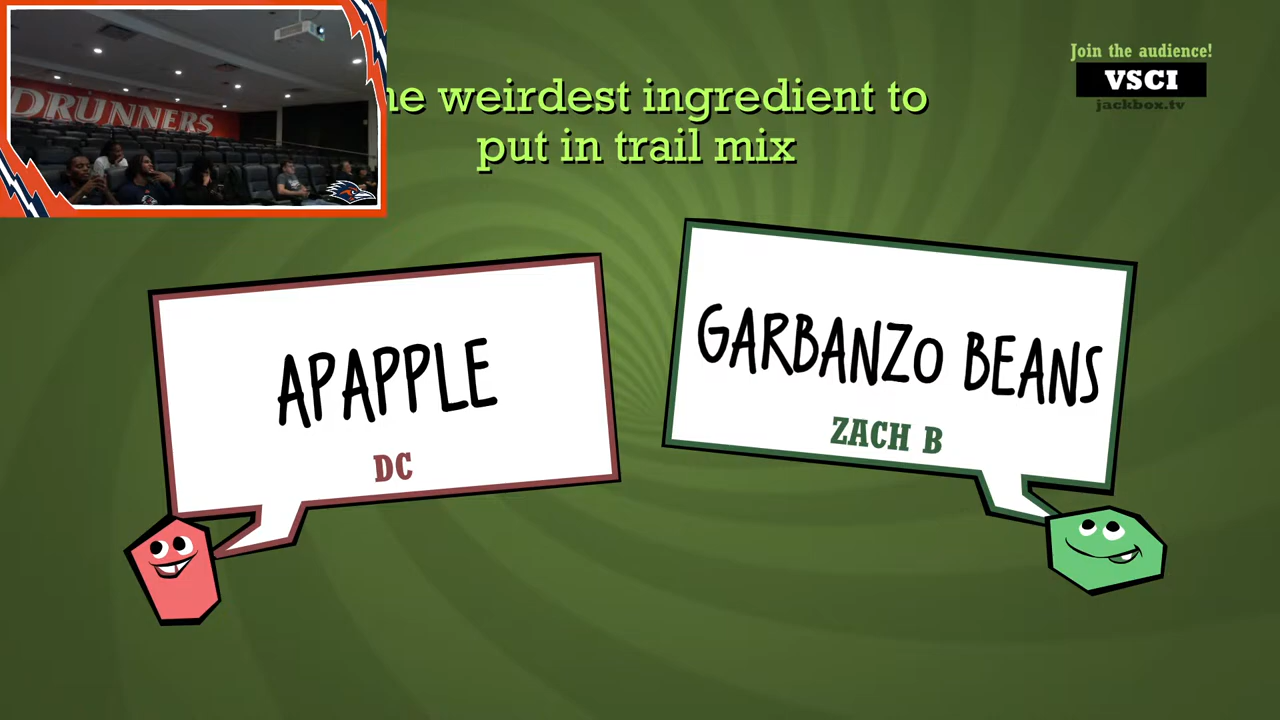 DRUNNERS
Join the audience!
VSCI
jackbox.tv
weirdest ingredient to
put in trail mix
APAPPLE
DC
GARBANZO BEANS
ZACH B